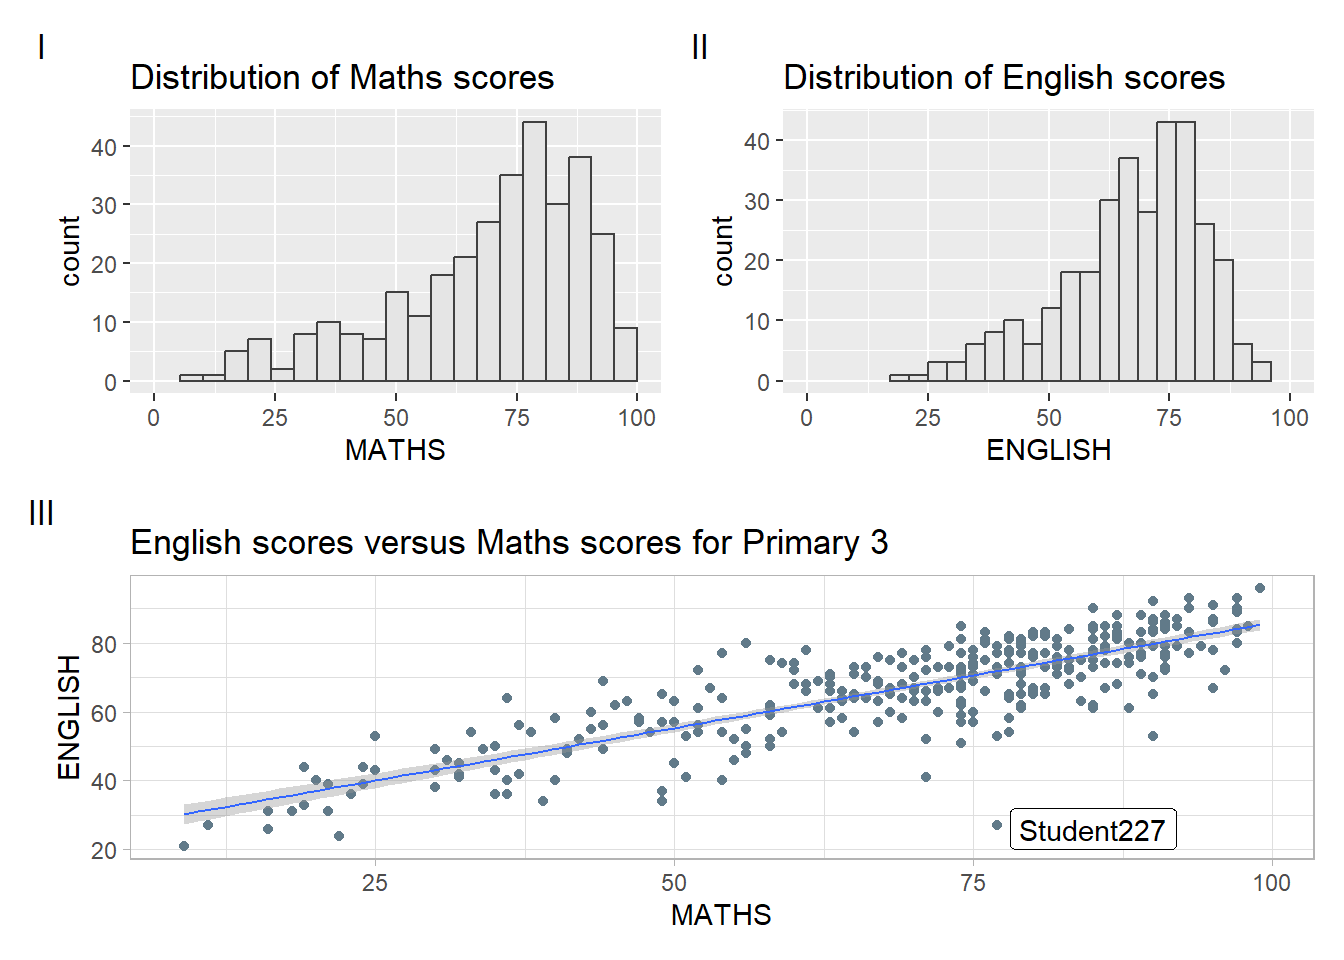 I
Distribution of Maths scores
count
40
30
20
10
0
0 25 50 75 100
MATHS
II
Distribution of English scores
count
40
30
20
10
0
0 25 50 75 100
ENGLISH
III
English scores versus Maths scores for Primary 3
ENGLISH
80
60
40
20
Student227
25 50 75 100
MATHS